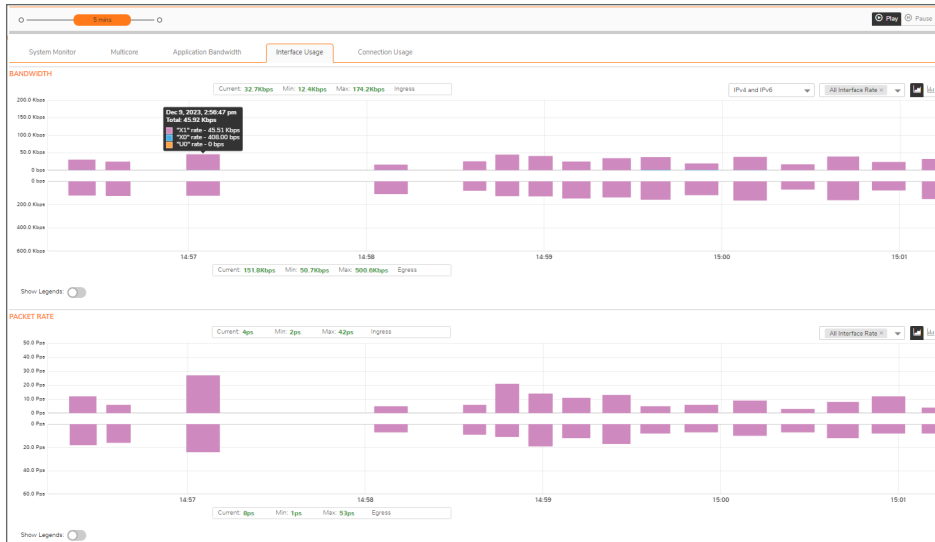 5 mins
Play Pause
System Monitor Multicore Application Bandwidth Interface Usage Connection Usage
BANDWIDTH
Current: 32.7Kbps Min: 12.4Kbps Max: 174.2Kbps Ingress
IPv4 and IPv6
All Interface Rate ×
200.0 Kbps
150.0 Kbps
100.0 Kbps
50.0 Kbps
0 bps
Dec 9, 2023, 2:56:47 pm
Total: 45.92 Kbps
"X1" rate - 45.51 Kbps
"X0" rate - 408.00 bps
"U0" rate - 0 bps
0 bps
200.0 Kbps
400.0 Kbps
600.0 Kbps
14:57 14:58 14:59 15:00 15:01
Current: 151.8Kbps Min: 50.7Kbps Max: 500.6Kbps Egress
Show Legends:
PACKET RATE
Current: 4ps Min: 2ps Max: 42ps Ingress
All Interface Rate ×
50.0 Pps
40.0 Pps
30.0 Pps
20.0 Pps
10.0 Pps
0 Pps
0 Pps
20.0 Pps
40.0 Pps
60.0 Pps
14:57 14:58 14:59 15:00 15:01
Current: 8ps Min: 1ps Max: 53ps Egress
Show Legends: